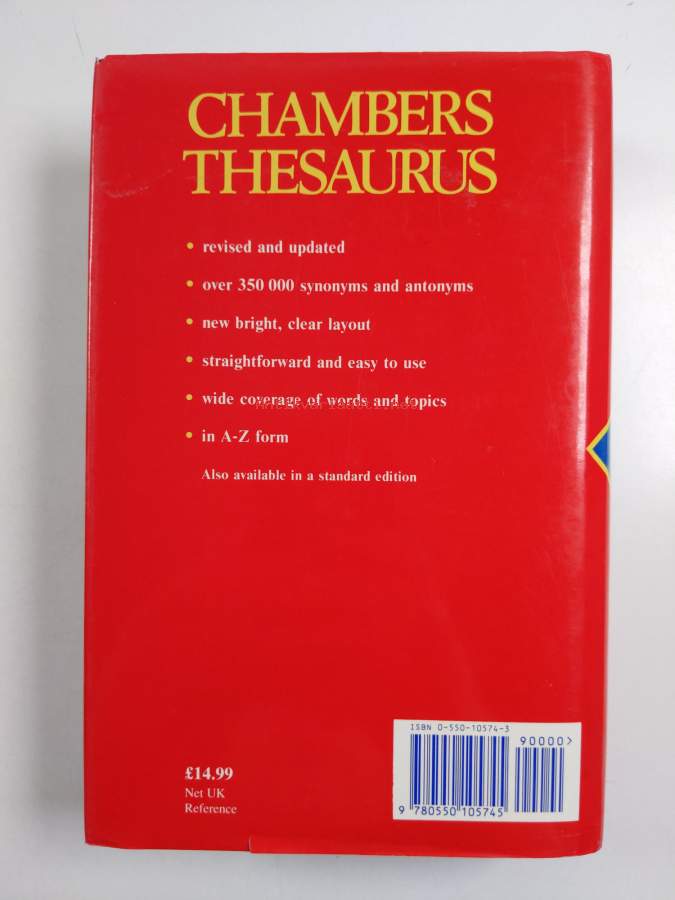 CHAMBERS
THESAURUS
• revised and updated
• over 350 000 synonyms and antonyms
• new bright, clear layout
• straightforward and easy to use
• wide coverage of words and topics
Antikvariaatti.net
• in A-Z form
Also available in a standard edition
ISBN 0-550-10574-3
90000>
9 780550 105745
£14.99
Net UK
Reference